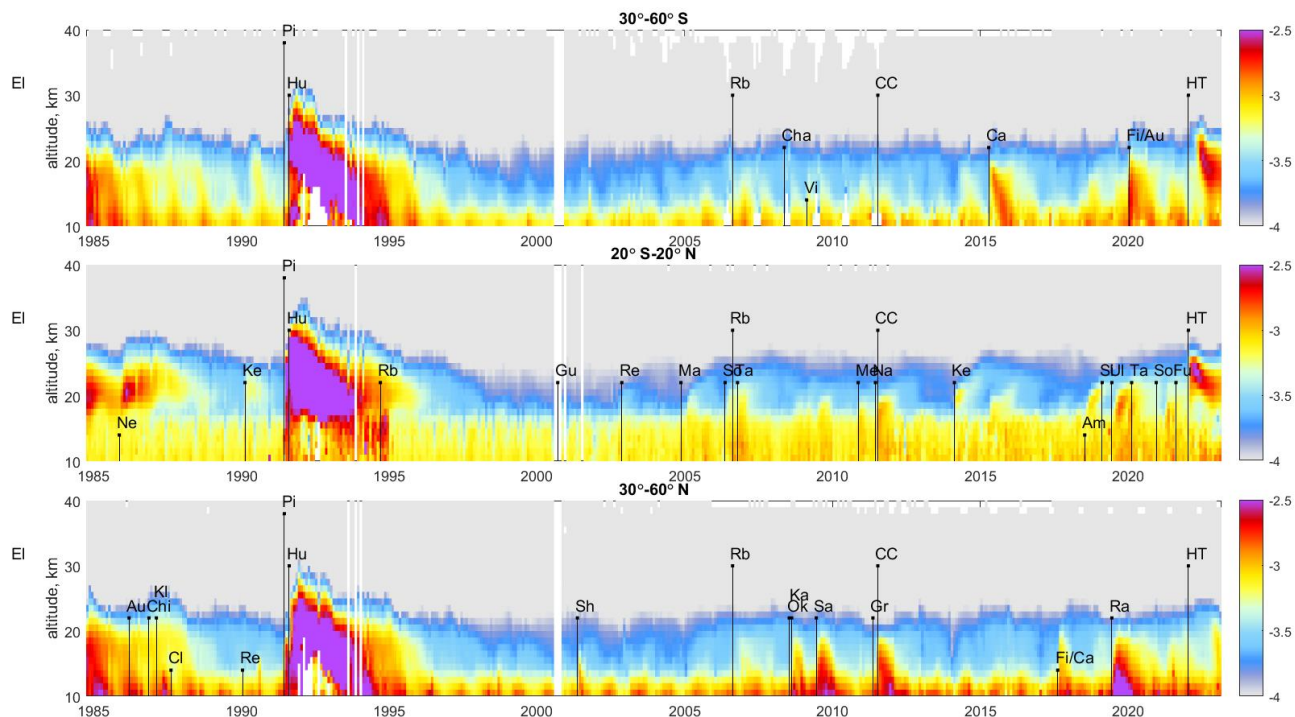 30°-60° S
El
altitude, km
40
30
20
10
Pi
Hu
Rb
CC
HT
Cha
Vi
Ca
Fi/Au
1985
1990
1995
2000
2005
2010
2015
2020
-2.5
-3
-3.5
-4
20° S-20° N
El
altitude, km
40
30
20
10
Pi
Hu
Rb
CC
HT
Ne
Ke
Rb
Gu
Re
Ma
So
Ta
Me
Na
Ke
Am
Ul
Ta
So
Fu
1985
1990
1995
2000
2005
2010
2015
2020
-2.5
-3
-3.5
-4
30°-60° N
El
altitude, km
40
30
20
10
Pi
Hu
Rb
CC
HT
Kl
Au
Chi
Cl
Re
Sh
Ka
Ok
Sa
Gr
Fi/Ca
Ra
1985
1990
1995
2000
2005
2010
2015
2020
-2.5
-3
-3.5
-4